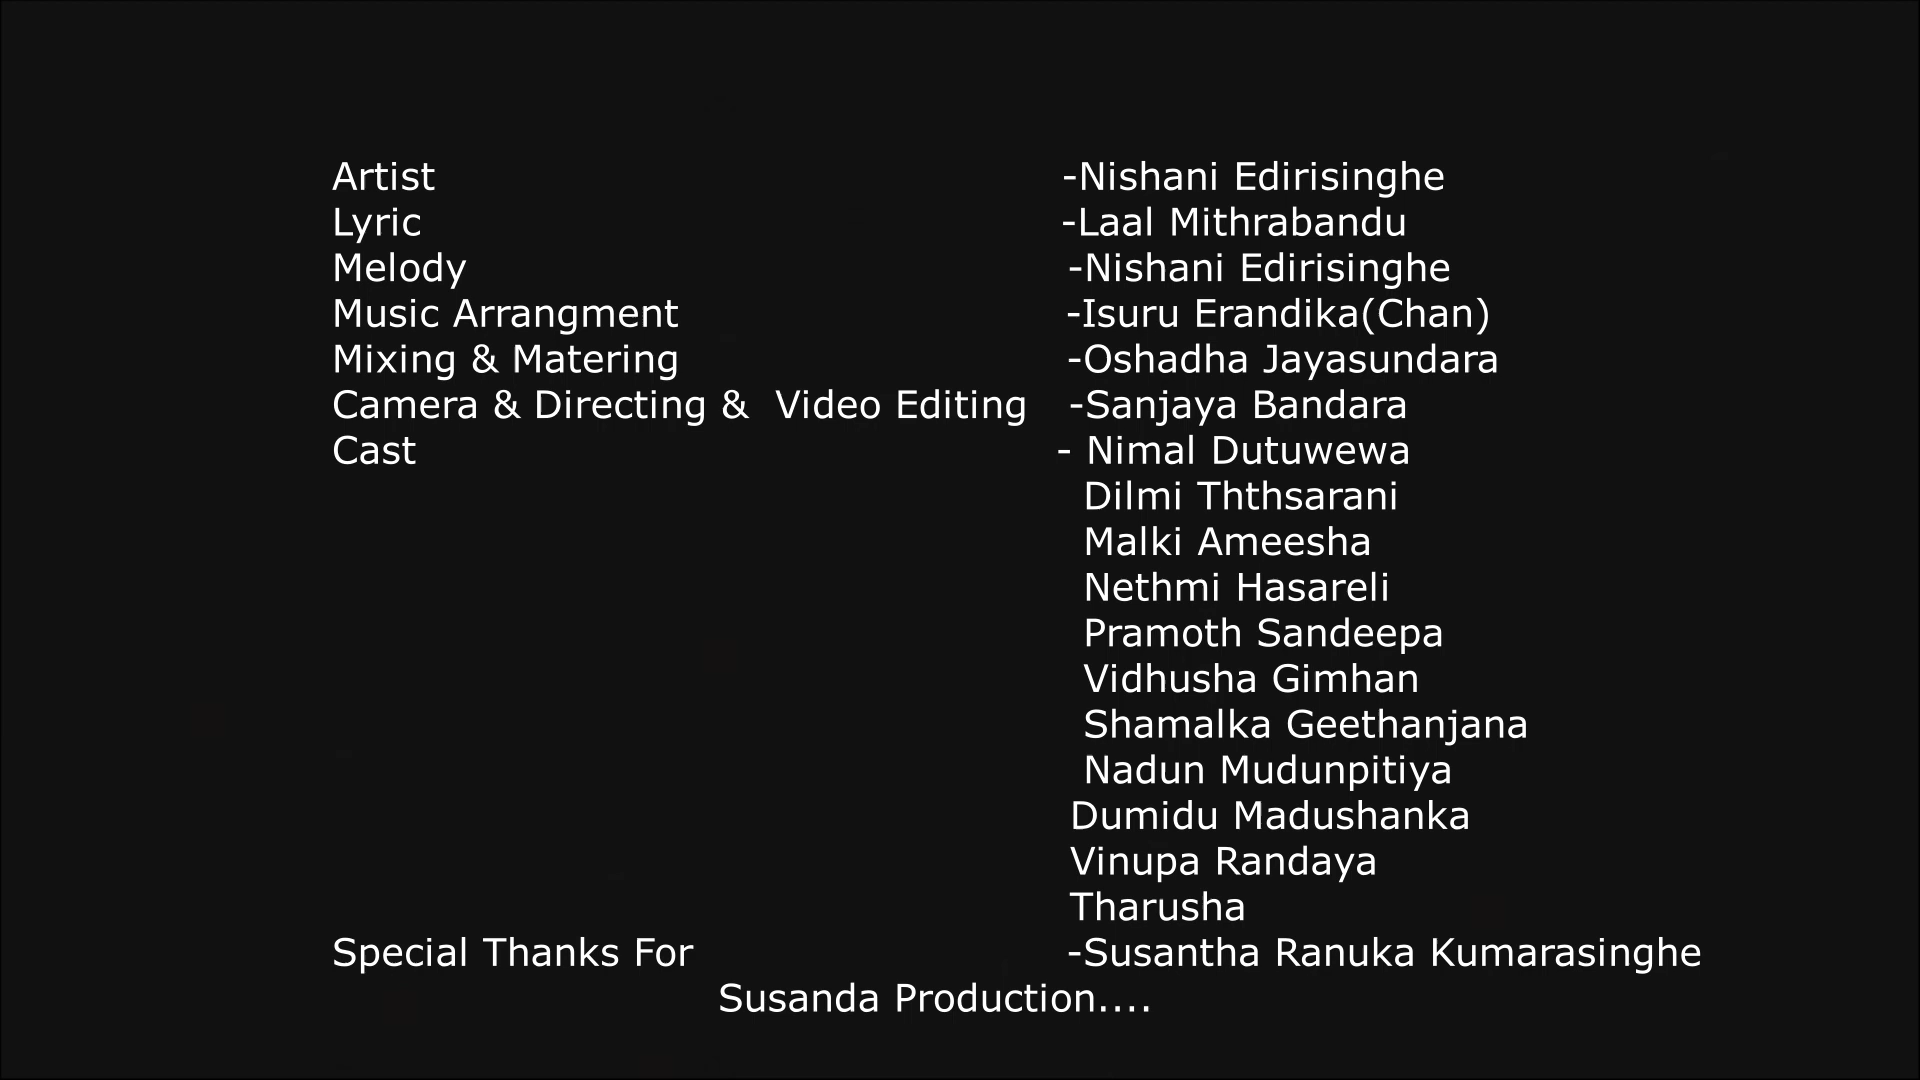 Artist -Nishani Edirisinghe
Lyric -Laal Mithrabandu
Melody -Nishani Edirisinghe
Music Arrangment -Isuru Erandika(Chan)
Mixing & Matering -Oshadha Jayasundara
Camera & Directing & Video Editing -Sanjaya Bandara
Cast - Nimal Dutuwewa
Dilmi Ththsarani
Malki Ameesha
Nethmi Hasareli
Pramoth Sandeepa
Vidhusha Gimhan
Shamalka Geethanjana
Nadun Mudunpitiya
Dumidu Madushanka
Vinupa Randaya
Tharusha
Special Thanks For -Susantha Ranuka Kumarasinghe
Susanda Production....